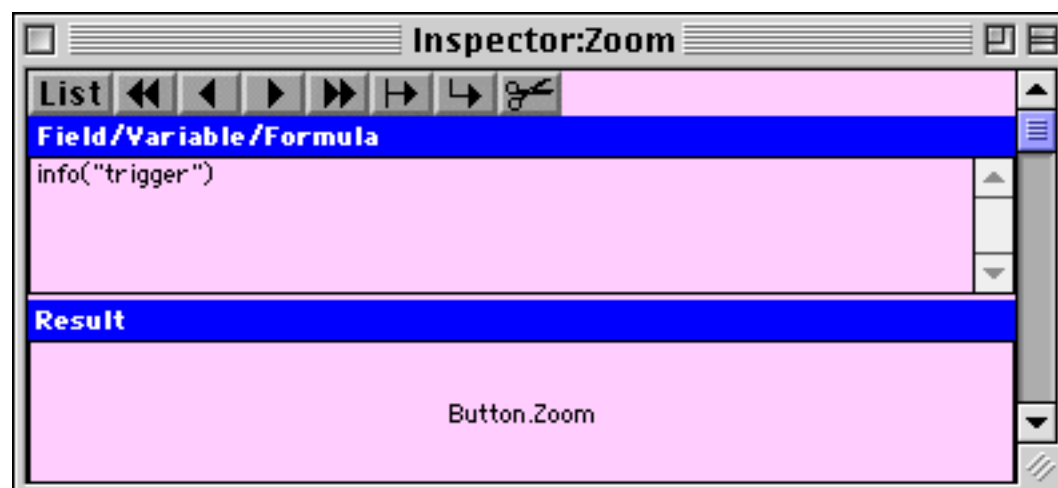 Inspector:Zoom
List
Field/Variable/Formula
info("trigger")
Result
Button.Zoom